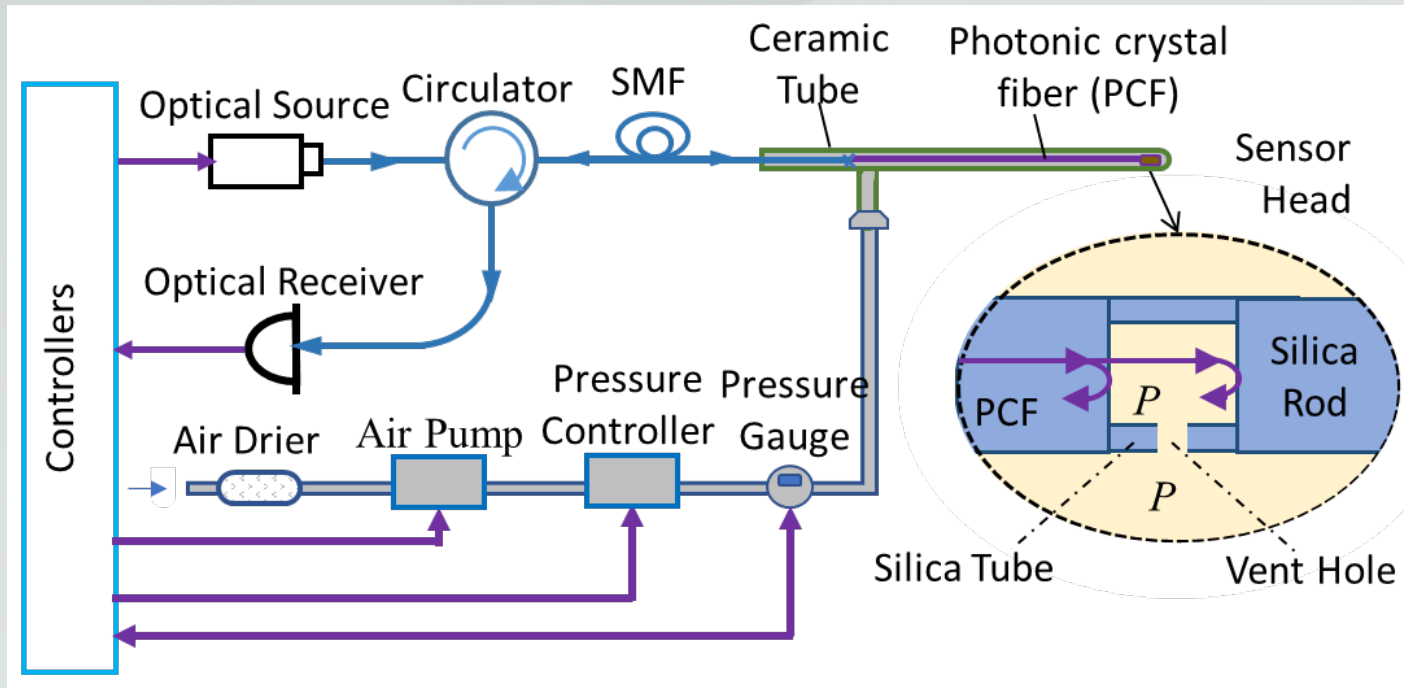 Ceramic
Tube
Photonic crystal
fiber (PCF)
Optical Source
Circulator
SMF
Sensor
Head
Optical Receiver
Controllers
Pressure
Controller
Pressure
Gauge
Air Drier
Air Pump
PCF
P
Silica
Rod
P
Silica Tube
Vent Hole